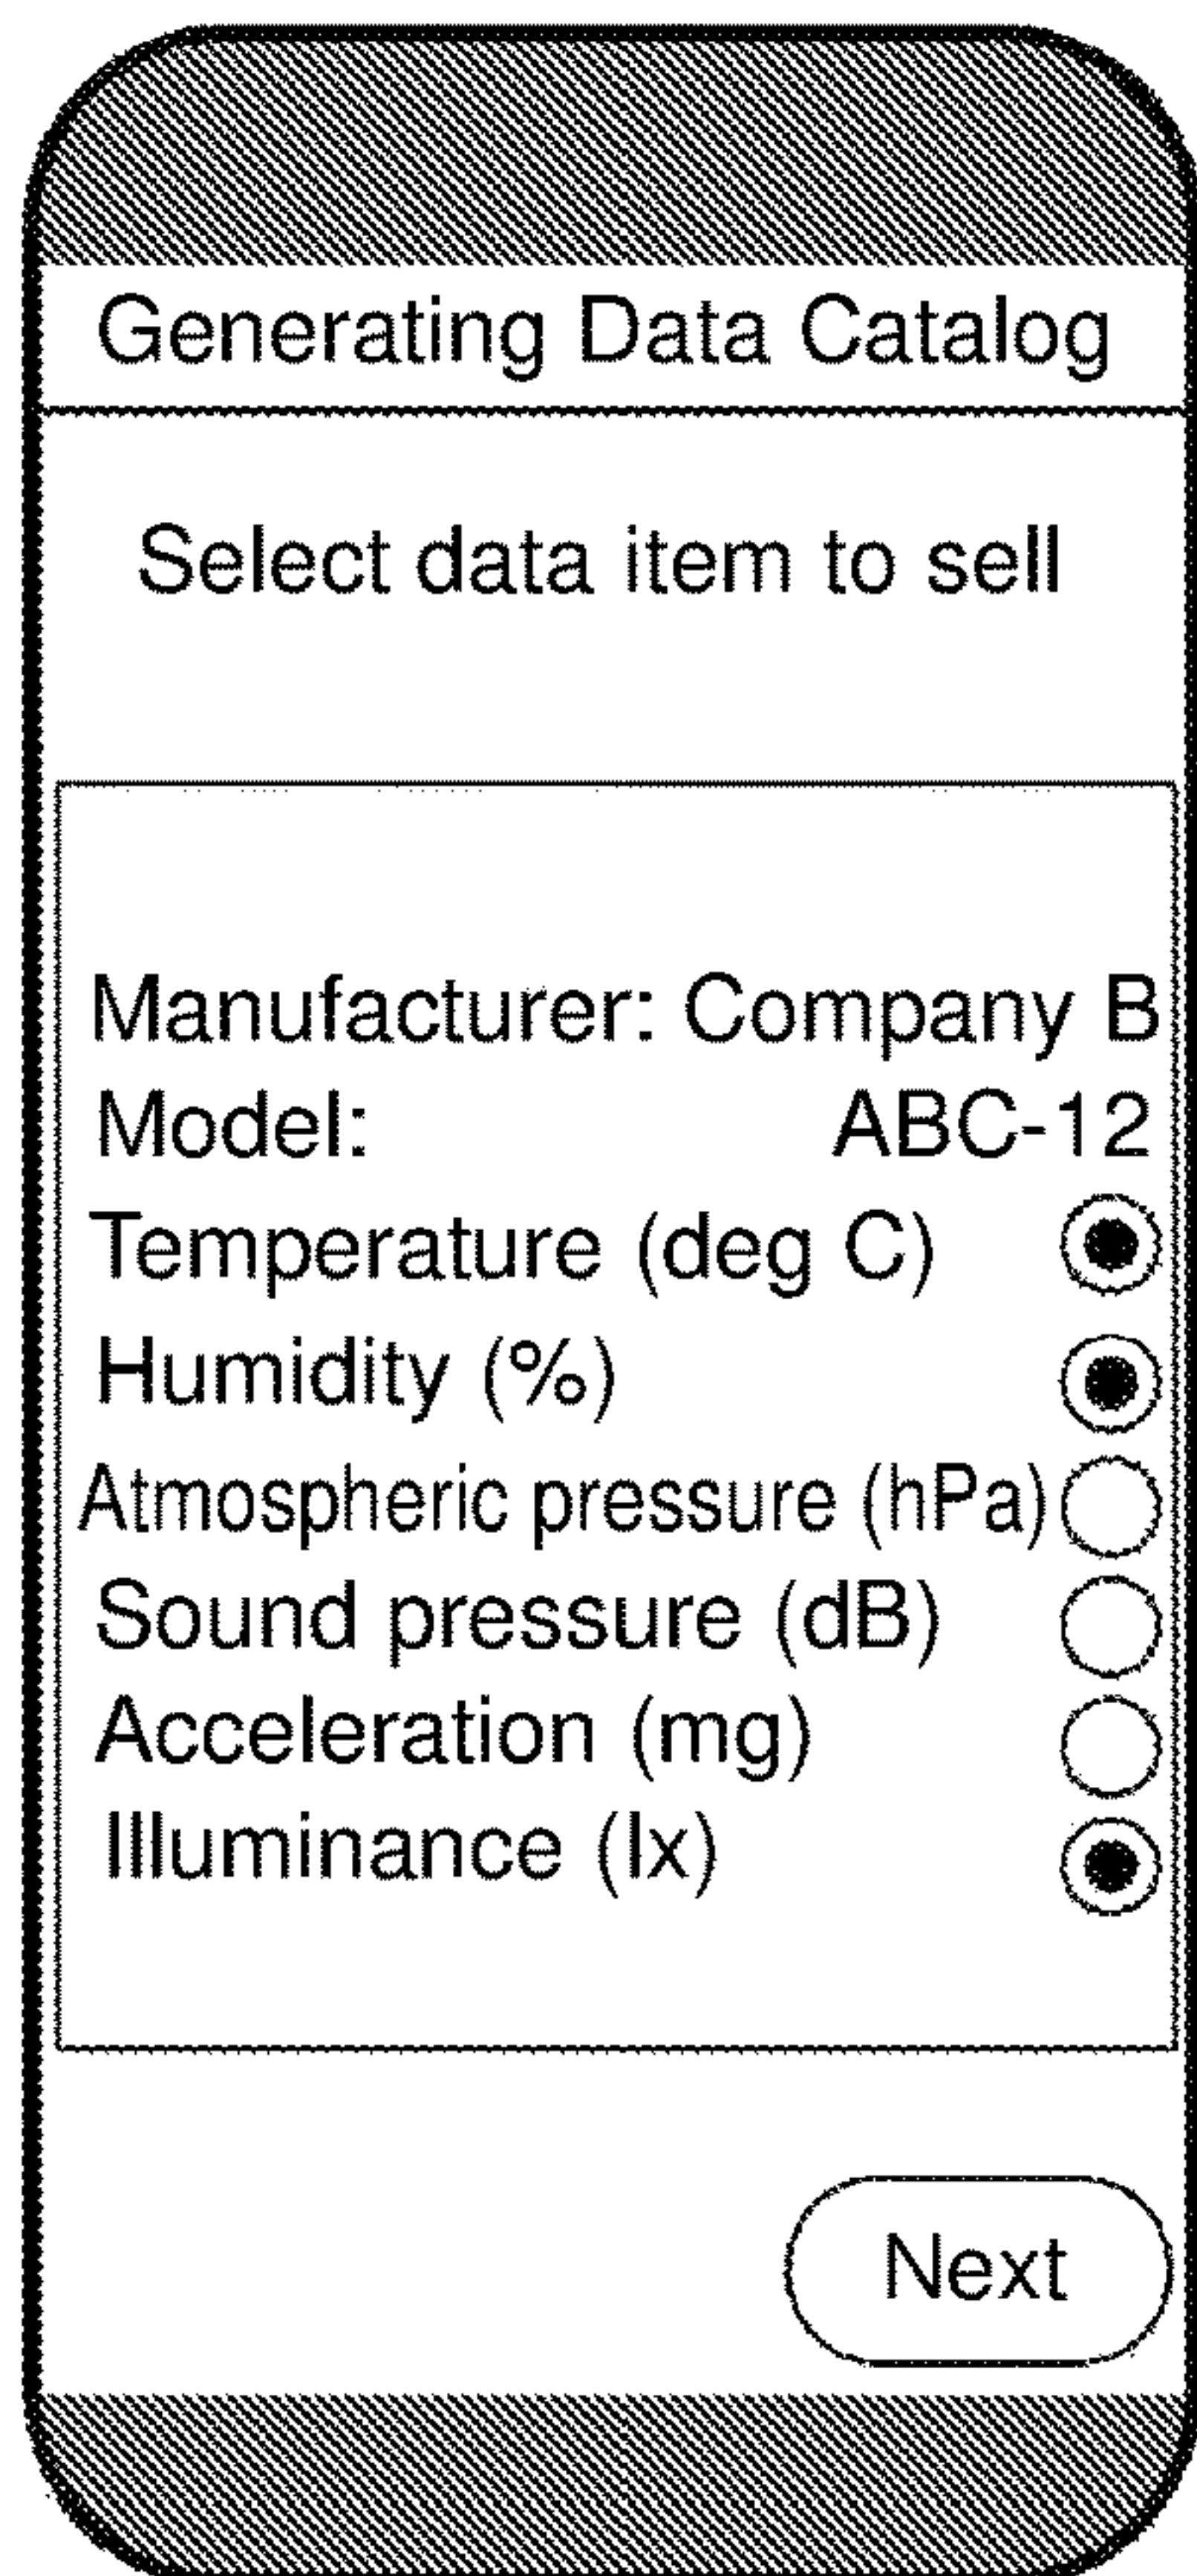 Generating Data Catalog
Select data item to sell
Manufacturer: Company B
Model: ABC-12
Temperature (deg C)
Humidity (%)
Atmospheric pressure (hPa)
Sound pressure (dB)
Acceleration (mg)
Illuminance (lx)
Next